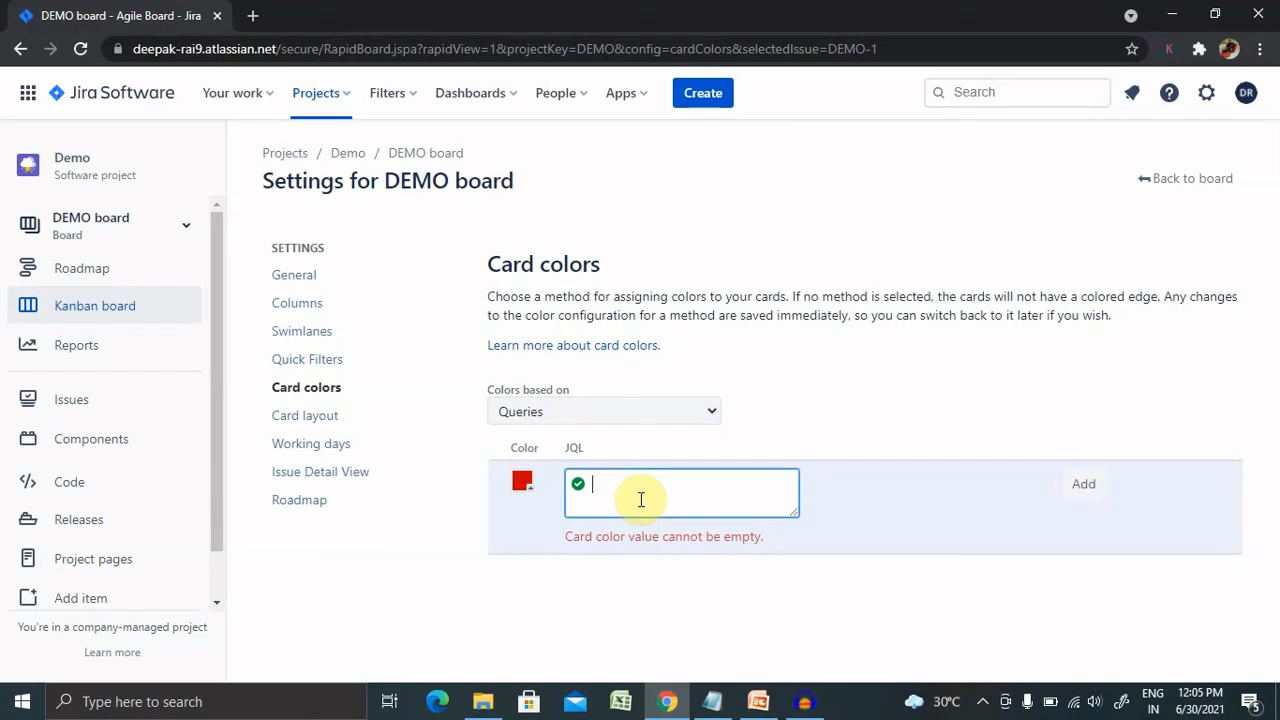 DEMO board - Agile Board - Jira
deepak-rai9.atlassian.net/secure/RapidBoard.jspa?rapidView=1&projectKey=DEMO&config=cardColors&selectedIssue=DEMO-1
K
Jira Software
Your work
Projects
Filters
Dashboards
People
Apps
Create
Search
DR
Demo
Software project
DEMO board
Board
Roadmap
Kanban board
Reports
Issues
Components
Code
Releases
Project pages
Add item
You're in a company-managed project
Learn more
Projects / Demo / DEMO board
Settings for DEMO board
Back to board
SETTINGS
General
Columns
Swimlanes
Quick Filters
Card colors
Card layout
Working days
Issue Detail View
Roadmap
Card colors
Choose a method for assigning colors to your cards. If no method is selected, the cards will not have a colored edge. Any changes
to the color configuration for a method are saved immediately, so you can switch back to it later if you wish.
Learn more about card colors.
Colors based on
Queries
Color JQL
Add
Card color value cannot be empty.
Type here to search
30°C
ENG
IN
12:05 PM
6/30/2021
5